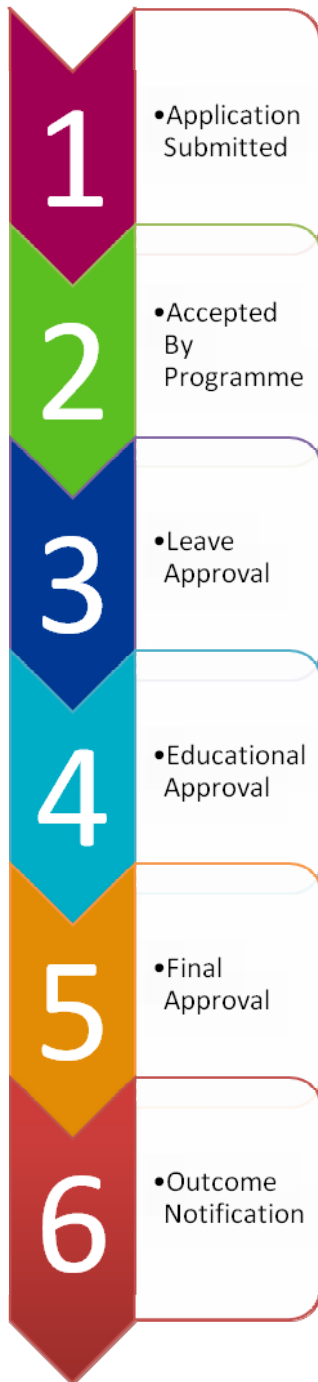 1
•Application
Submitted
2
•Accepted
By
Programme
3
•Leave
Approval
4
•Educational
Approval
5
•Final
Approval
6
•Outcome
Notification